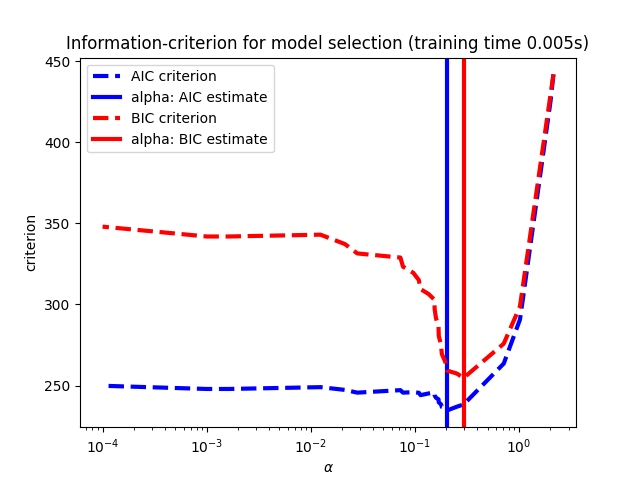 Information-criterion for model selection (training time 0.005s)
AIC criterion
alpha: AIC estimate
BIC criterion
alpha: BIC estimate
criterion
450
400
350
300
250
10⁻⁴ 10⁻³ 10⁻² 10⁻¹ 10⁰
α